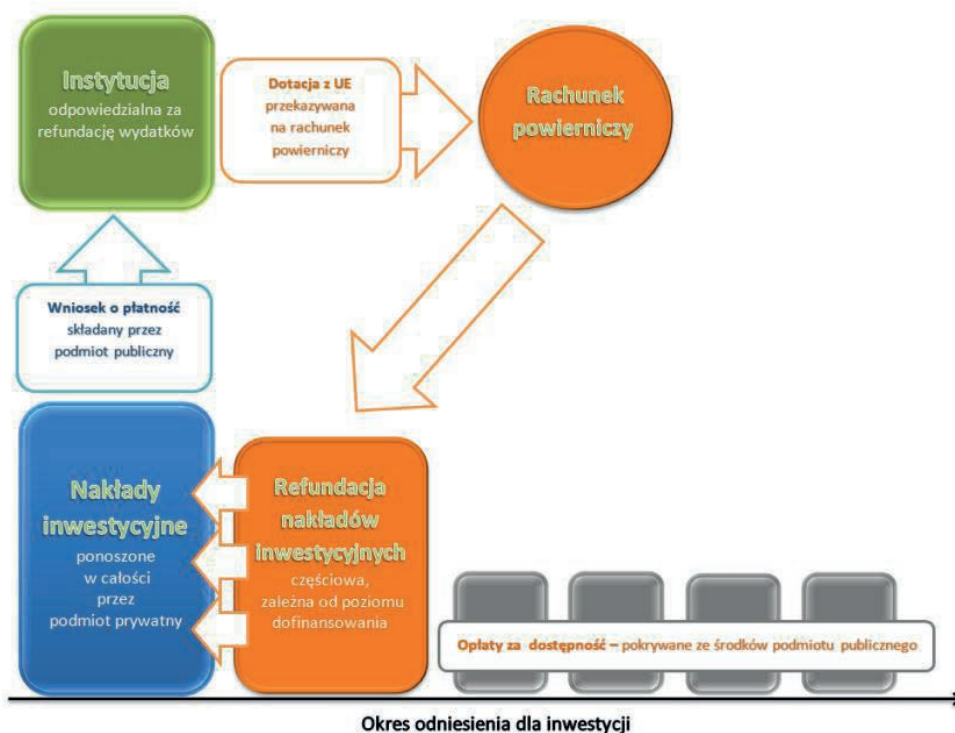 Instytucja
odpowiedzialna za
refundację wydatków
Dotacja z UE
przekazywana
na rachunek
powierniczy
Rachunek
powierniczy
Wniosek o płatność
składany przez
podmiot publiczny
Nakłady
inwestycyjne
ponoszone
w całości
przez
podmiot prywatny
Refundacja
nakładów
inwestycyjnych
częściowa,
zależna od poziomu
dofinansowania
Opłaty za dostępność – pokrywane ze środków podmiotu publicznego
Okres odniesienia dla inwestycji